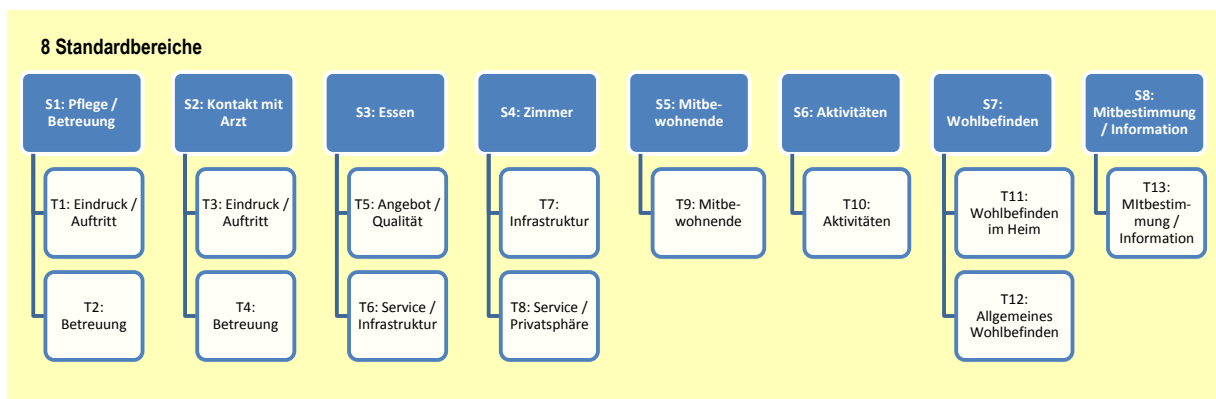 8 Standardbereiche
S1: Pflege /
Betreuung
S2: Kontakt mit
Arzt
S3: Essen
S4: Zimmer
S5: Mitbe-
wohnende
S6: Aktivitäten
S7:
Wohlbefinden
S8:
Mitbestimmung
/ Information
T1: Eindruck /
Auftritt
T3: Eindruck /
Auftritt
T5: Angebot /
Qualität
T7:
Infrastruktur
T9: Mitbe-
wohnende
T10:
Aktivitäten
T11:
Wohlbefinden
im Heim
T13:
MItbestim-
mung /
Information
T2:
Betreuung
T4:
Betreuung
T6: Service /
Infrastruktur
T8: Service /
Privatsphäre
T12:
Allgemeines
Wohlbefinden